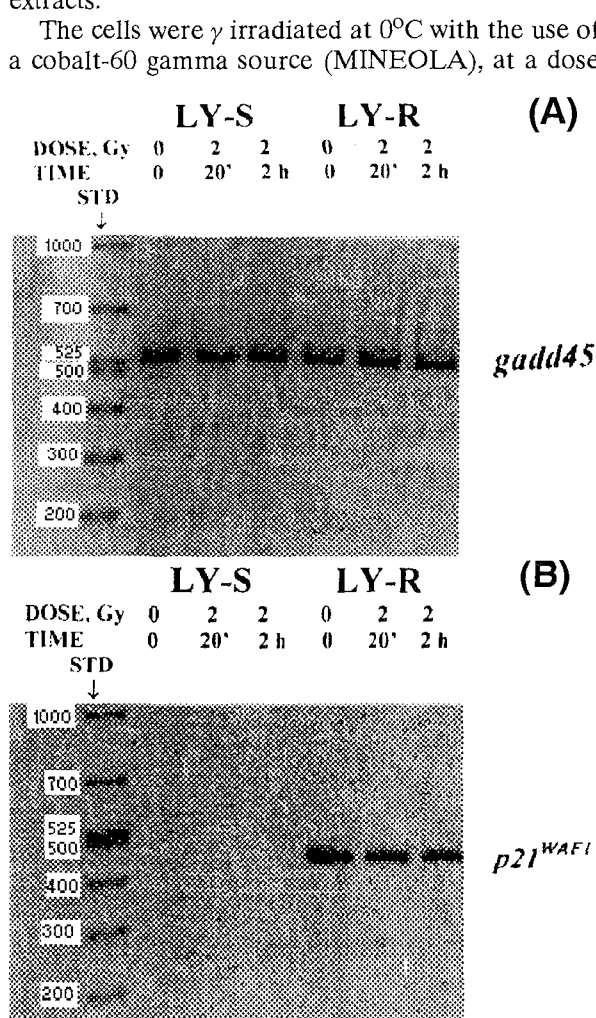 extracts.
The cells were γ irradiated at 0°C with the use of
a cobalt-60 gamma source (MINEOLA), at a dose
LY-S LY-R (A)
DOSE, Gy 0 2 2 0 2 2
TIME 0 20' 2 h 0 20' 2 h
STD
↓
1000
700
525
500
400
300
200
gadd45
LY-S LY-R (B)
DOSE, Gy 0 2 2 0 2 2
TIME 0 20' 2 h 0 20' 2 h
STD
↓
1000
700
525
500
400
300
200
p21^WAF1